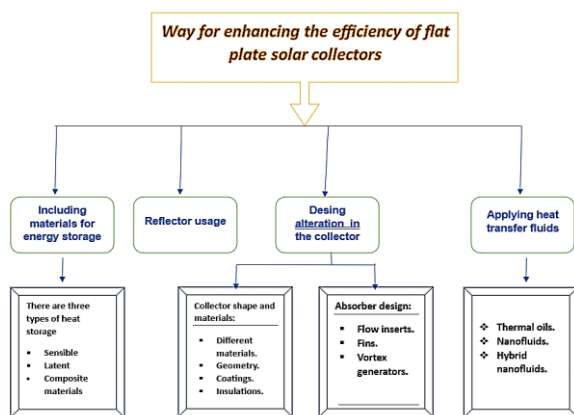 Way for enhancing the efficiency of flat
plate solar collectors
Including
materials for
energy storage
Reflector usage
Desing
alteration in
the collector
Applying heat
transfer fluids
There are three
types of heat
storage
• Sensible
• Latent
• Composite
materials
Collector shape and
materials:
▪ Different
materials.
▪ Geometry.
▪ Coatings.
▪ Insulations.
Absorber design:
▪ Flow inserts.
▪ Fins.
▪ Vortex
generators.
❖ Thermal oils.
❖ Nanofluids.
❖ Hybrid
nanofluids.